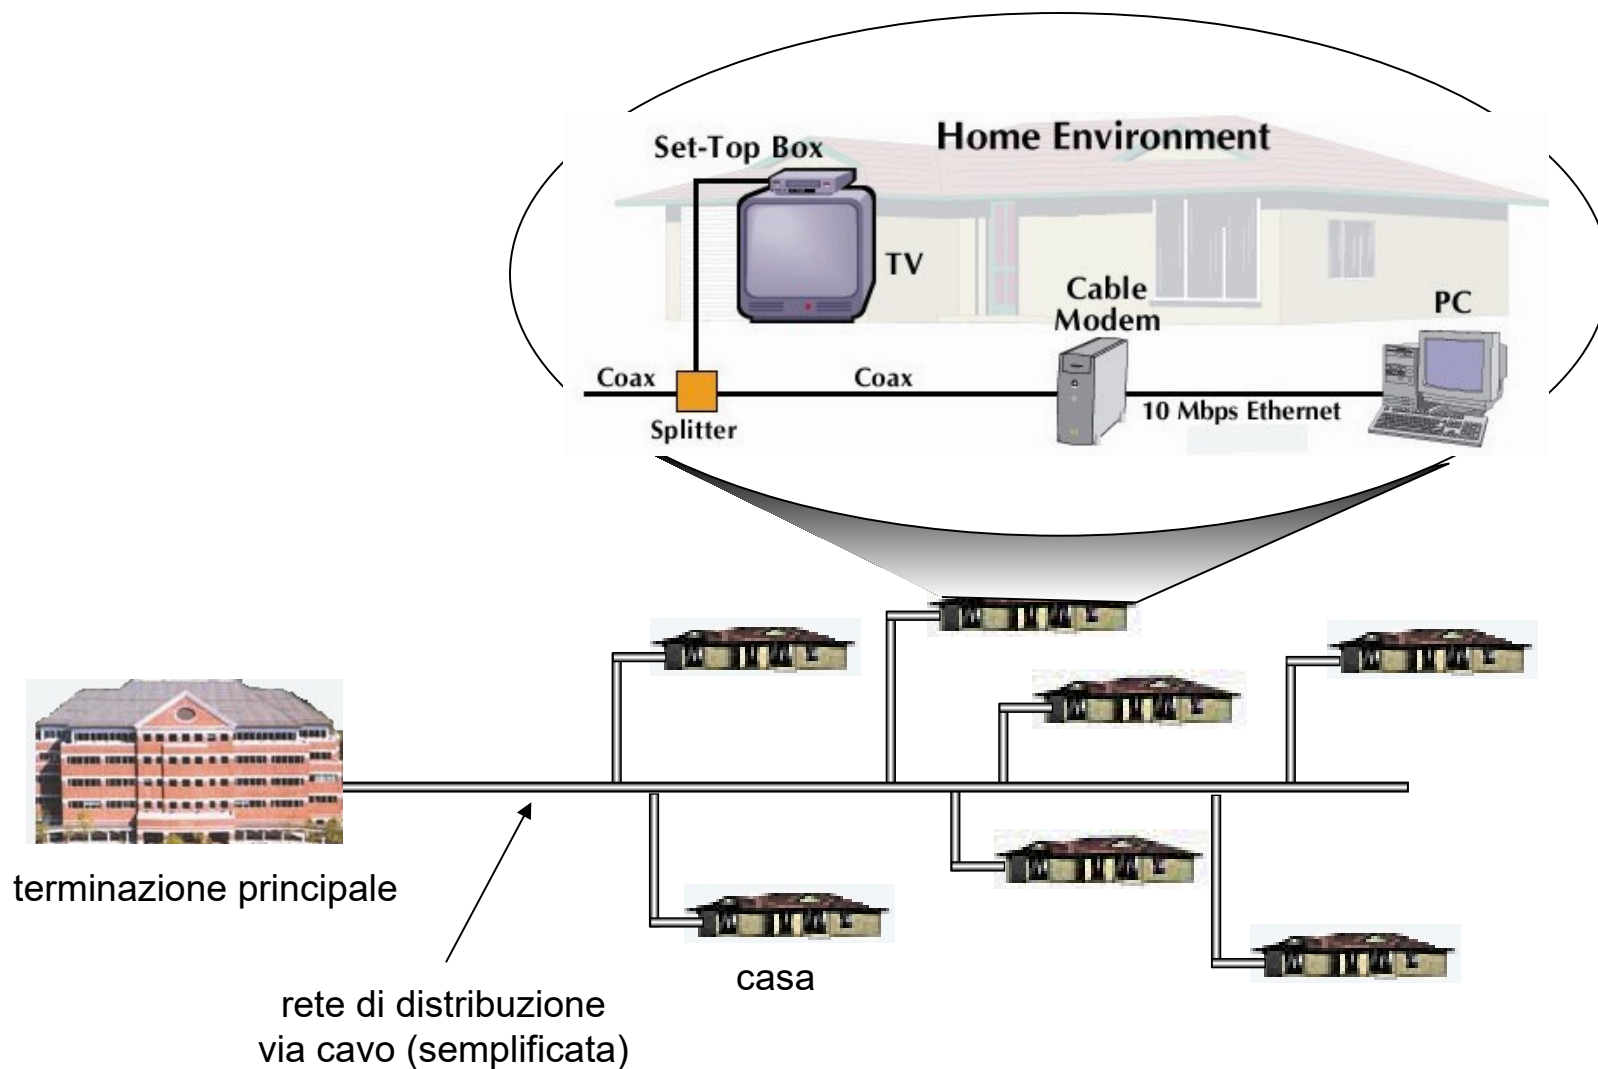 Home Environment
Set-Top Box
TV
Cable
Modem
PC
Coax
Coax
10 Mbps Ethernet
Splitter
terminazione principale
casa
rete di distribuzione
via cavo (semplificata)